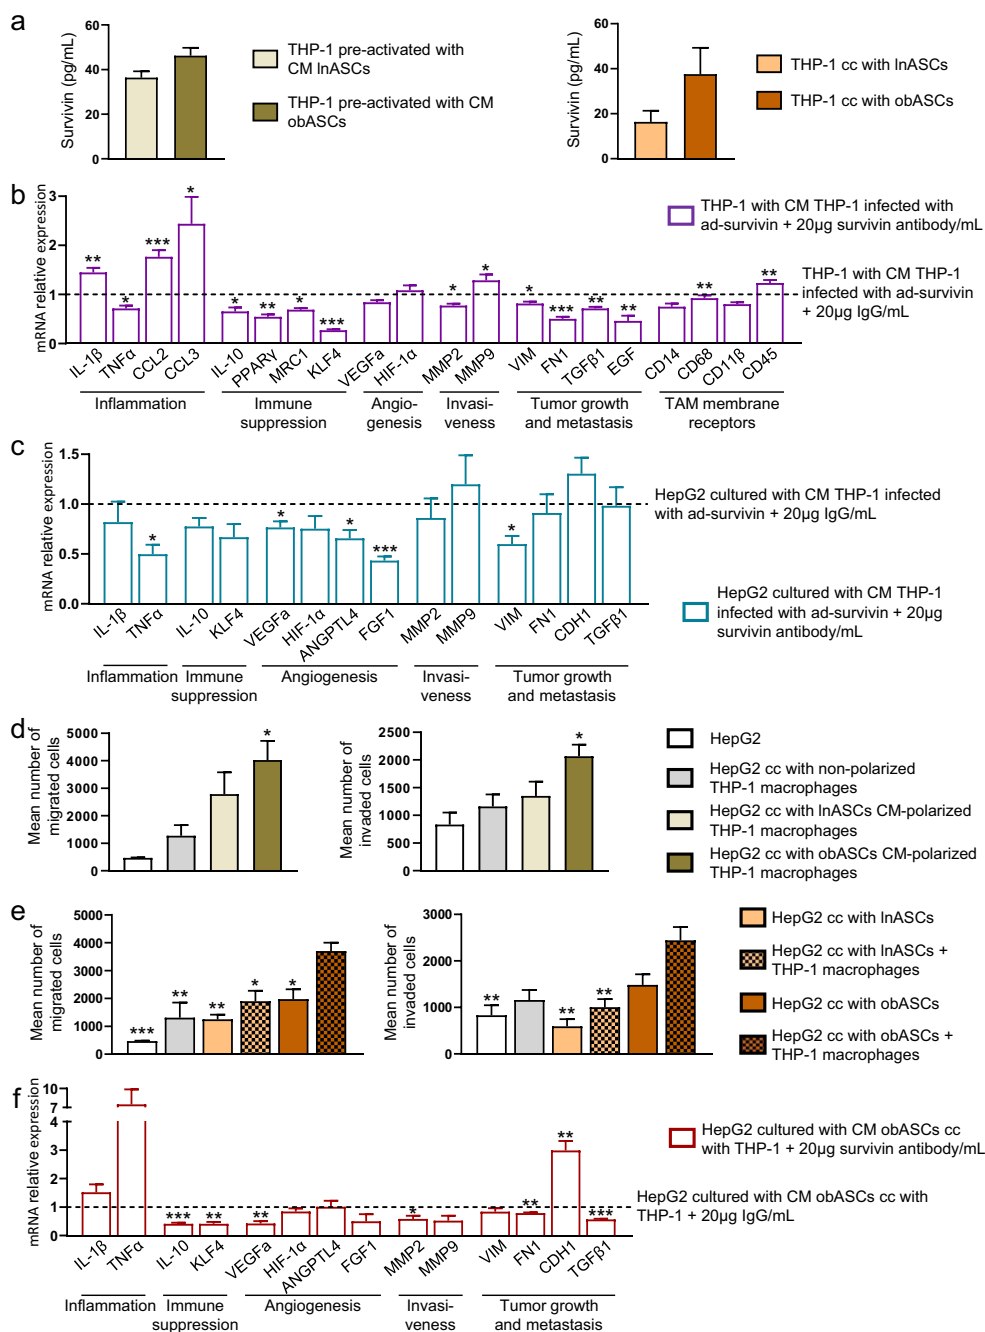 a
Survin (pg/mL)
60
40
20
0
THP-1 pre-activated with
CM lnASCs
THP-1 pre-activated with CM
obASCs
Survin (pg/mL)
60
40
20
0
THP-1 cc with lnASCs
THP-1 cc with obASCs
b
mRNA relative expression
3
2
1
0
** * *** * * ** * *** * * * *** ** * ** **
THP-1 with CM THP-1 infected with
ad-survivin + 20µg survivin antibody/mL
THP-1 with CM THP-1
infected with ad-survivin
+ 20µg IgG/mL
IL-1β TNFα CCL2 CCL3 IL-10 PPARγ MRC1 KLF4 VEGFa HIF-1α MMP2 MMP9 VIM FN1 TGFβ1 EGF CD14 CD68 CD11β CD45
Inflammation
Immune
suppression
Angio-
genesis
Invasi-
veness
Tumor growth
and metastasis
TAM membrane
receptors
c
mRNA relative expression
1.5
1.0
0.5
0.0
* * * *** *
HepG2 cultured with CM THP-1 infected
with ad-survivin + 20µg IgG/mL
HepG2 cultured with CM THP-1
infected with ad-survivin + 20µg
survivin antibody/mL
IL-1β TNFα IL-10 KLF4 VEGFa HIF-1α ANGPTL4 FGF1 MMP2 MMP9 VIM FN1 CDH1 TGFβ1
Inflammation
Immune
suppression
Angiogenesis
Invasi-
veness
Tumor growth
and metastasis
d
Mean number of
migrated cells
5000
4000
3000
2000
1000
0
*
Mean number of
invaded cells
2500
2000
1500
1000
500
0
*
HepG2
HepG2 cc with non-polarized
THP-1 macrophages
HepG2 cc with lnASCs CM-polarized
THP-1 macrophages
HepG2 cc with obASCs CM-polarized
THP-1 macrophages
e
Mean number of
migrated cells
5000
4000
3000
2000
1000
0
*** ** ** * *
Mean number of
invaded cells
3000
2000
1000
0
** ** **
HepG2 cc with lnASCs
HepG2 cc with lnASCs +
THP-1 macrophages
HepG2 cc with obASCs
HepG2 cc with obASCs +
THP-1 macrophages
f
mRNA relative expression
10
7
4
3
2
1
0
*** ** ** * ** ** ***
HepG2 cultured with CM obASCs cc
with THP-1 + 20µg survivin antibody/mL
HepG2 cultured with CM obASCs cc with
THP-1 + 20µg IgG/mL
IL-1β TNFα IL-10 KLF4 VEGFa HIF-1α ANGPTL4 FGF1 MMP2 MMP9 VIM FN1 CDH1 TGFβ1
Inflammation
Immune
suppression
Angiogenesis
Invasi-
veness
Tumor growth
and metastasis